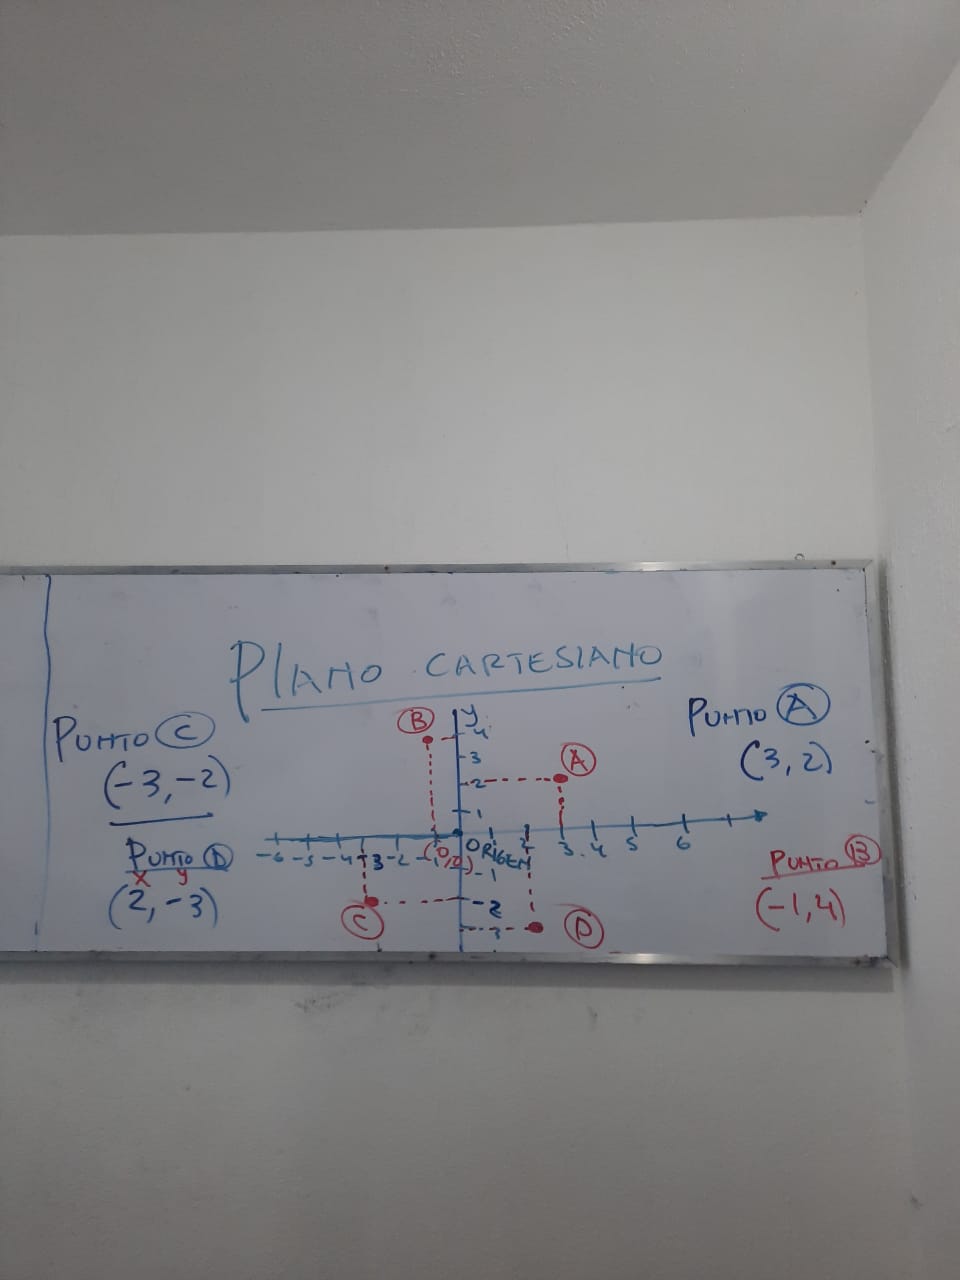 PLANO CARTESIANO
PUNTO C
(-3,-2)
PUNTO D
x y
(2,-3)
PUNTO A
(3,2)
PUNTO B
(-1,4)
y
B
4
3
A
2
1
-6 -5 -4 -3 -2 -1 0 1 2 3 4 5 6
(0,0) ORIGEN
-1
C
-2
-3
D